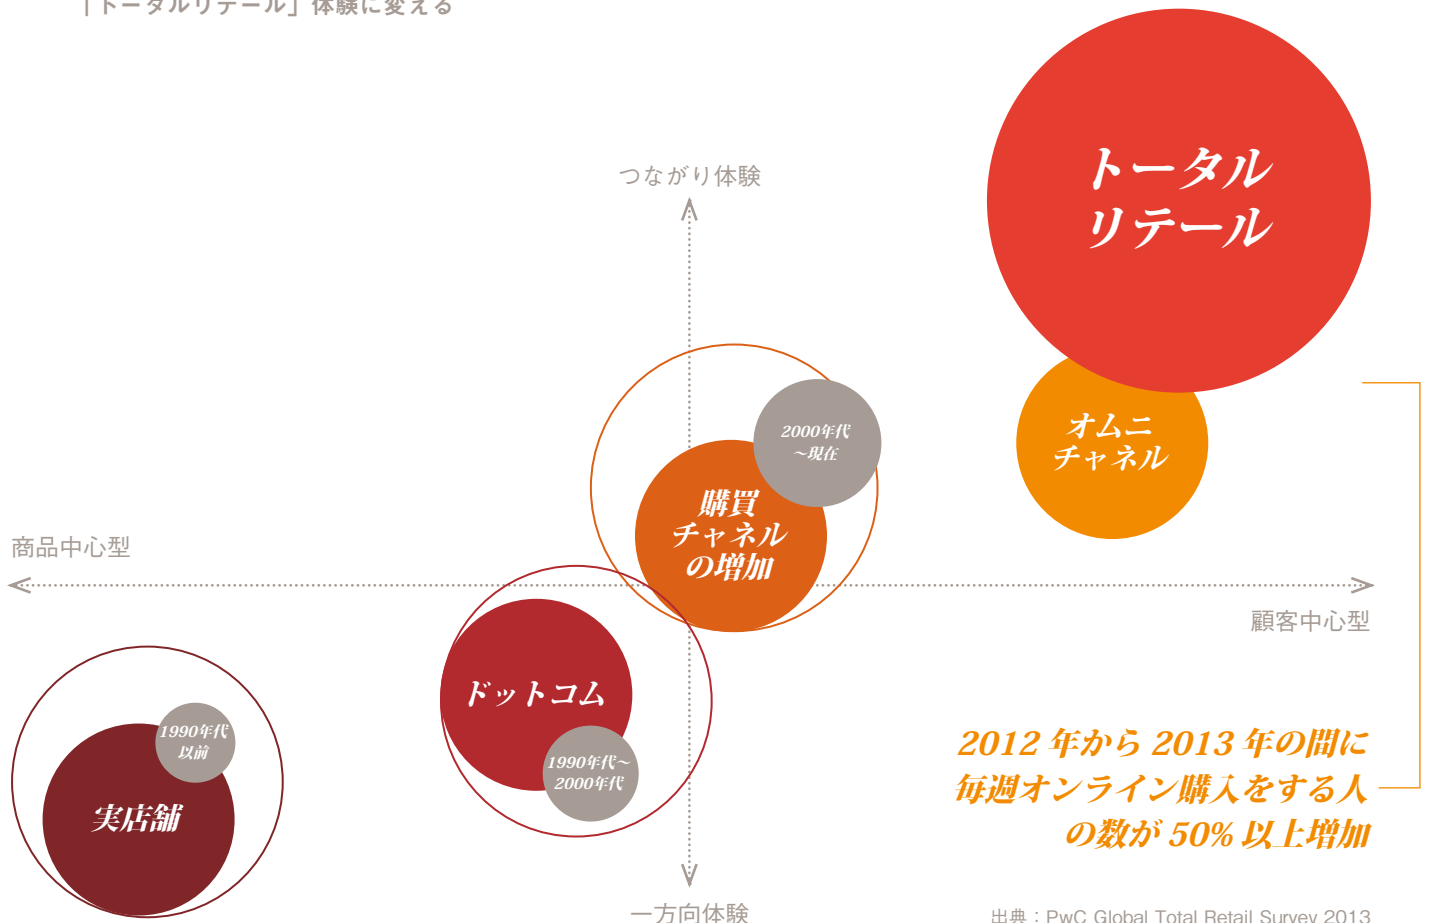 「トータルリテール」体験に変える
トータル
リテール
つながり体験
オムニ
チャネル
2000年代
～現在
購買
チャネル
の増加
商品中心型
顧客中心型
ドットコム
1990年代～
2000年代
1990年代
以前
実店舗
2012 年から 2013 年の間に
毎週オンライン購入をする人
の数が 50% 以上増加
一方向体験
出典：PwC Global Total Retail Survey 2013